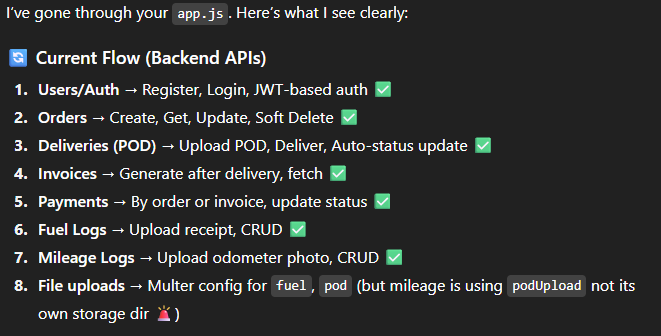 I've gone through your app.js. Here's what I see clearly:
🔄 Current Flow (Backend APIs)
1. Users/Auth → Register, Login, JWT-based auth ✅
2. Orders → Create, Get, Update, Soft Delete ✅
3. Deliveries (POD) → Upload POD, Deliver, Auto-status update ✅
4. Invoices → Generate after delivery, fetch ✅
5. Payments → By order or invoice, update status ✅
6. Fuel Logs → Upload receipt, CRUD ✅
7. Mileage Logs → Upload odometer photo, CRUD ✅
8. File uploads → Multer config for fuel, pod (but mileage is using podUpload not its
own storage dir 🚨)